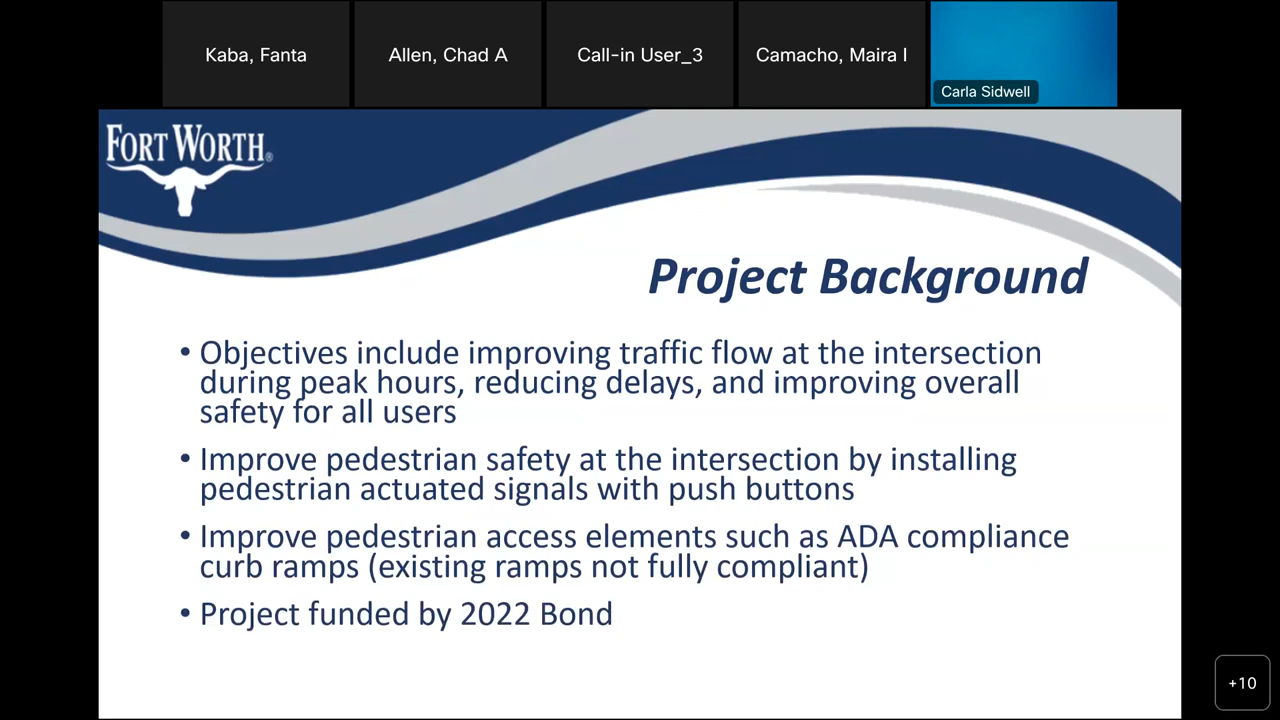 Kaba, Fanta
Allen, Chad A
Call-in User_3
Camacho, Maira I
Carla Sidwell
FORT WORTH®
Project Background
• Objectives include improving traffic flow at the intersection
during peak hours, reducing delays, and improving overall
safety for all users
• Improve pedestrian safety at the intersection by installing
pedestrian actuated signals with push buttons
• Improve pedestrian access elements such as ADA compliance
curb ramps (existing ramps not fully compliant)
• Project funded by 2022 Bond
+10